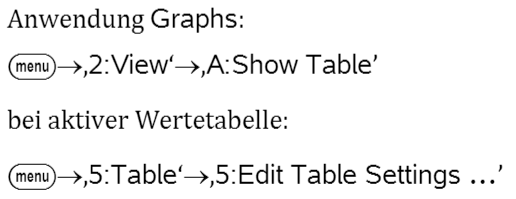 Anwendung Graphs:
menu→‚2:View‘→‚A:Show Table’
bei aktiver Wertetabelle:
menu→‚5:Table‘→‚5:Edit Table Settings …’